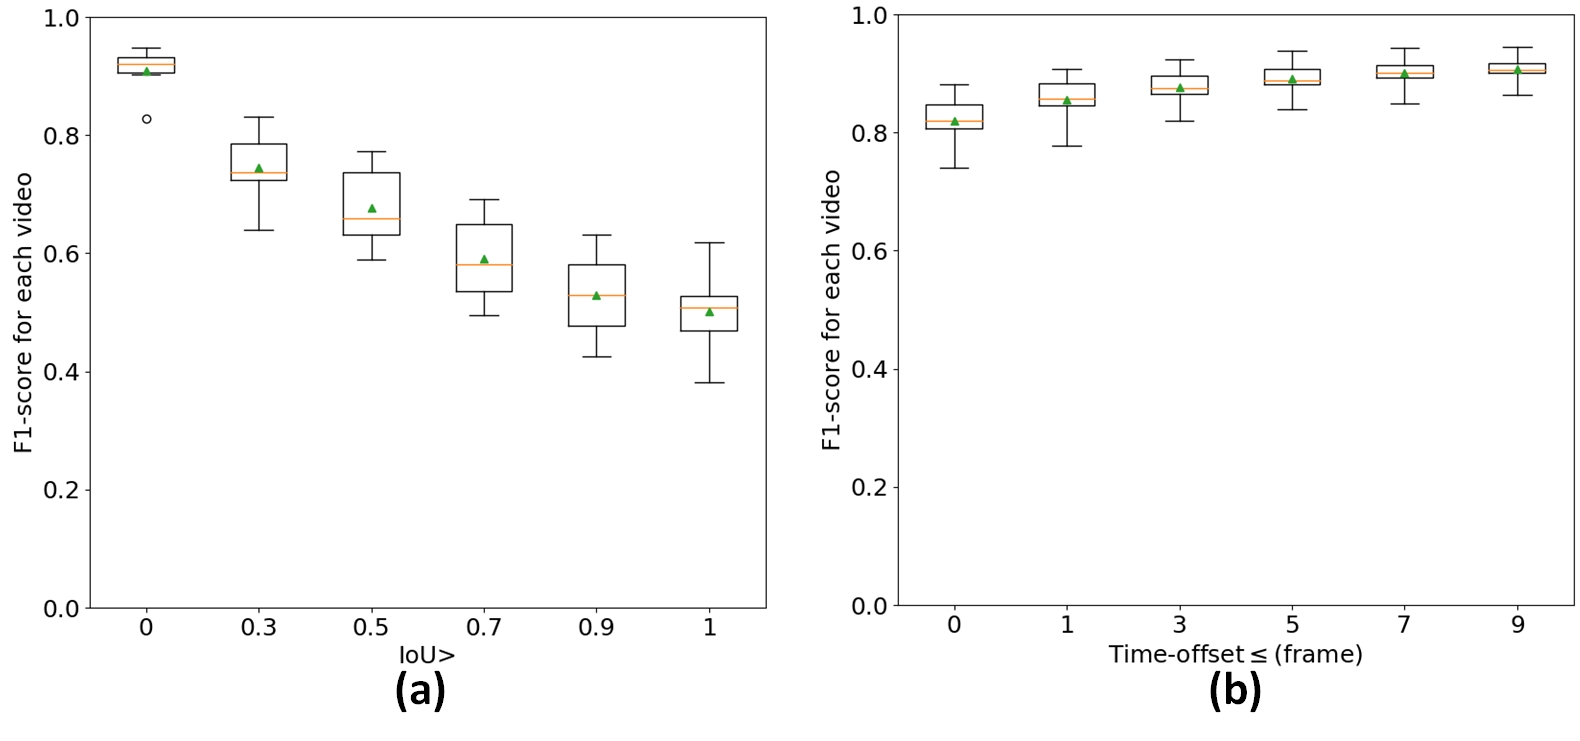 F1-score for each video
1.0
0.8
0.6
0.4
0.2
0.0
0 0.3 0.5 0.7 0.9 1
IoU>
(a)
F1-score for each video
1.0
0.8
0.6
0.4
0.2
0.0
0 1 3 5 7 9
Time-offset ≤ (frame)
(b)